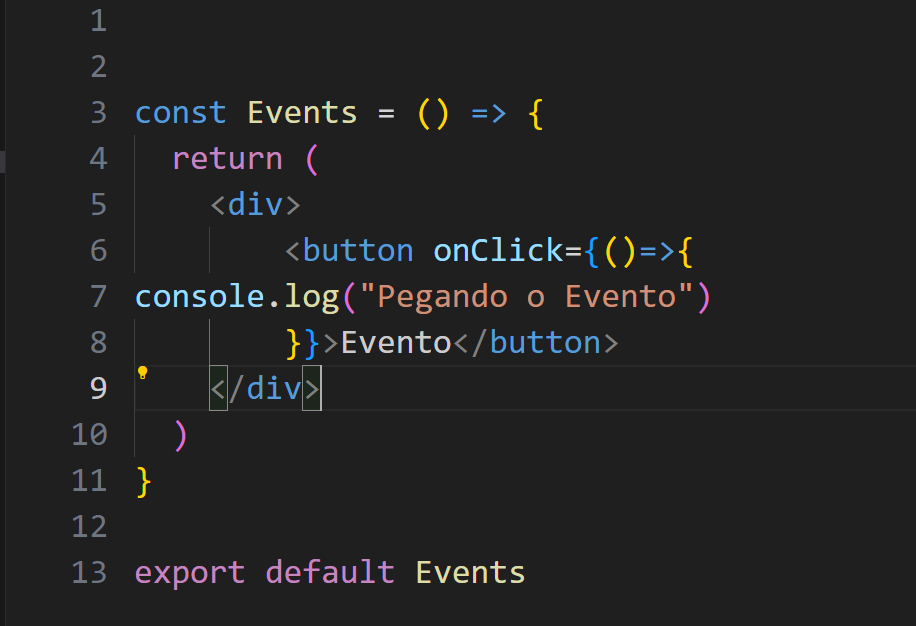 1
2
3 const Events = () => {
4 return (
5 <div>
6 <button onClick={()=>{
7 console.log("Pegando o Evento")
8 }}>Evento</button>
9 </div>
10 )
11 }
12
13 export default Events